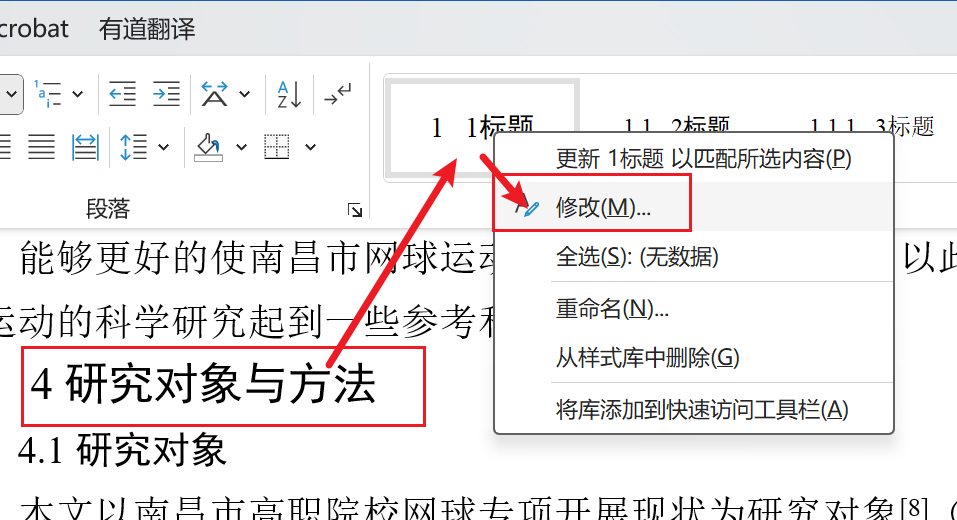 crobat 有道翻译
A
Z
1 1标题
1.1 2标题
1.1.1 3标题
段落
更新 1标题 以匹配所选内容(P)
修改(M)...
全选(S): (无数据)
重命名(N)...
从样式库中删除(G)
将库添加到快速访问工具栏(A)
能够更好的使南昌市网球运动 以此
运动的科学研究起到一些参考和
4 研究对象与方法
4.1 研究对象
本文以南昌市高职院校网球专项开展现状为研究对象[8]